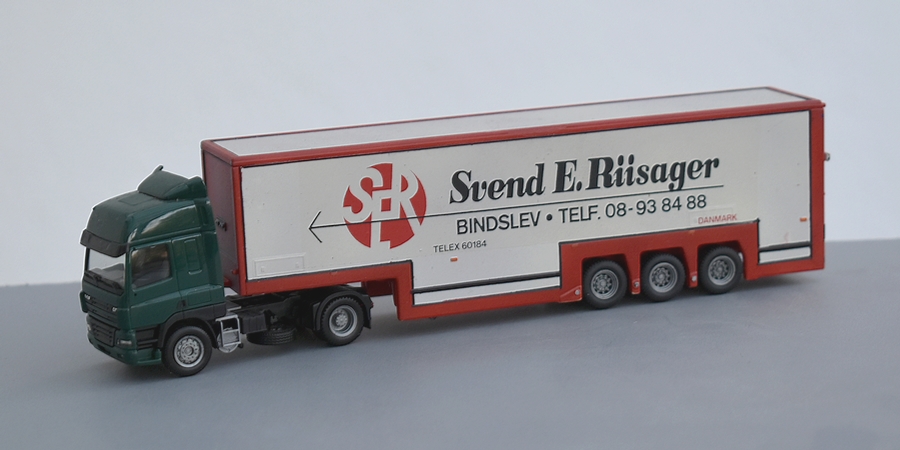 SER
Svend E. Riisager
BINDSLEV • TELF. 08-93 84 88
TELEX 60184
DANMARK